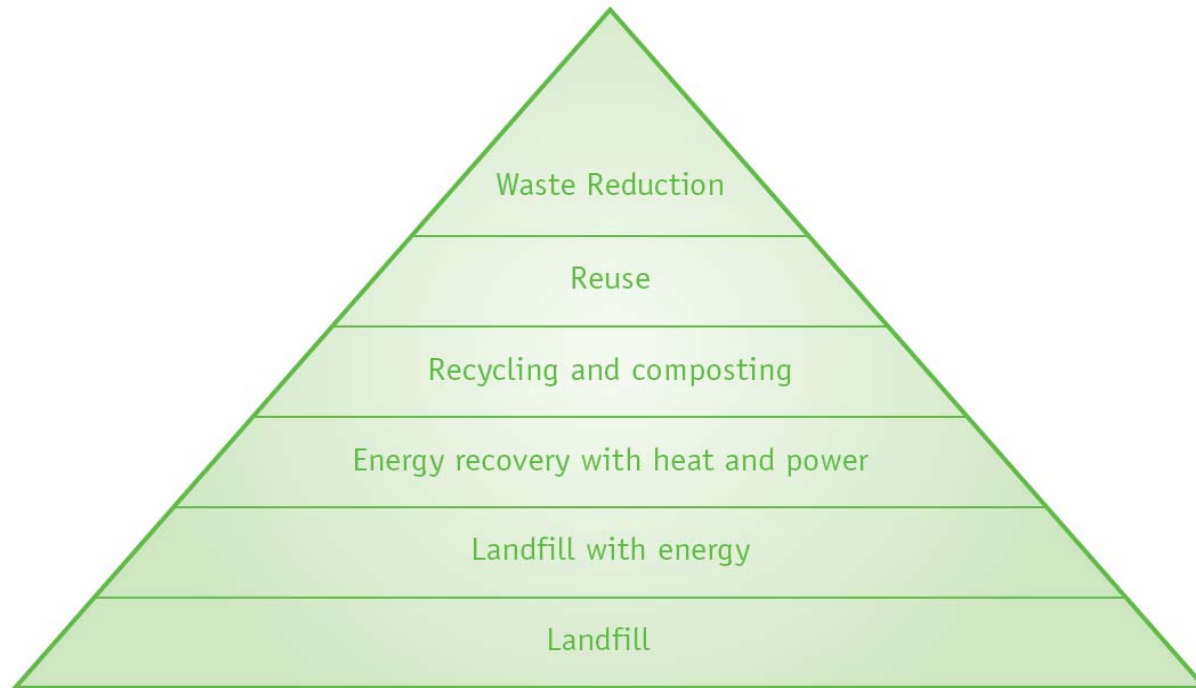 Waste Reduction
Reuse
Recycling and composting
Energy recovery with heat and power
Landfill with energy
Landfill